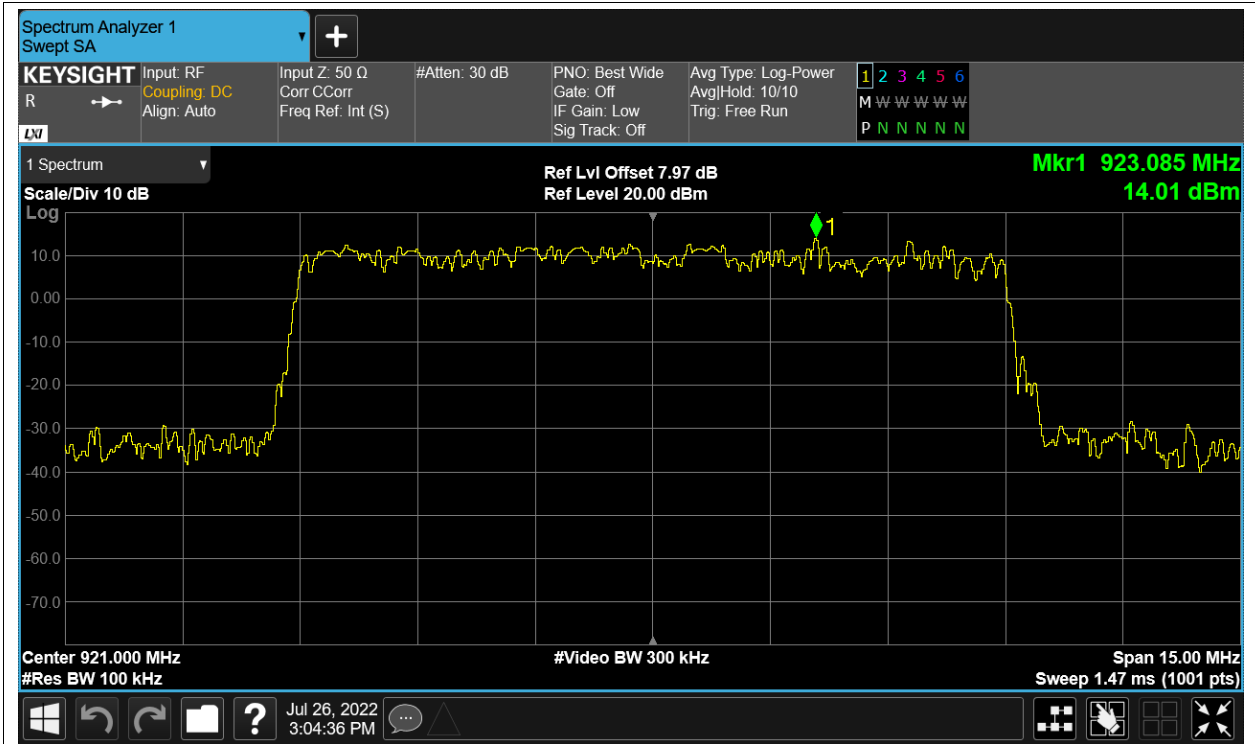 Spectrum Analyzer 1
Swept SA
+
KEYSIGHT Input: RF Input Z: 50 Ω #Atten: 30 dB PNO: Best Wide Avg Type: Log-Power 1 2 3 4 5 6
R Coupling: DC Corr CCorr Gate: Off Avg|Hold: 10/10 M W W W W W W
Align: Auto Freq Ref: Int (S) IF Gain: Low Trig: Free Run
LXI Sig Track: Off P N N N N N N
1 Spectrum Ref Lvl Offset 7.97 dB Mkr1 923.085 MHz
Scale/Div 10 dB Ref Level 20.00 dBm 14.01 dBm
Log
1
10.0
0.00
-10.0
-20.0
-30.0
-40.0
-50.0
-60.0
-70.0
Center 921.000 MHz #Video BW 300 kHz Span 15.00 MHz
#Res BW 100 kHz Sweep 1.47 ms (1001 pts)
? Jul 26, 2022
3:04:36 PM